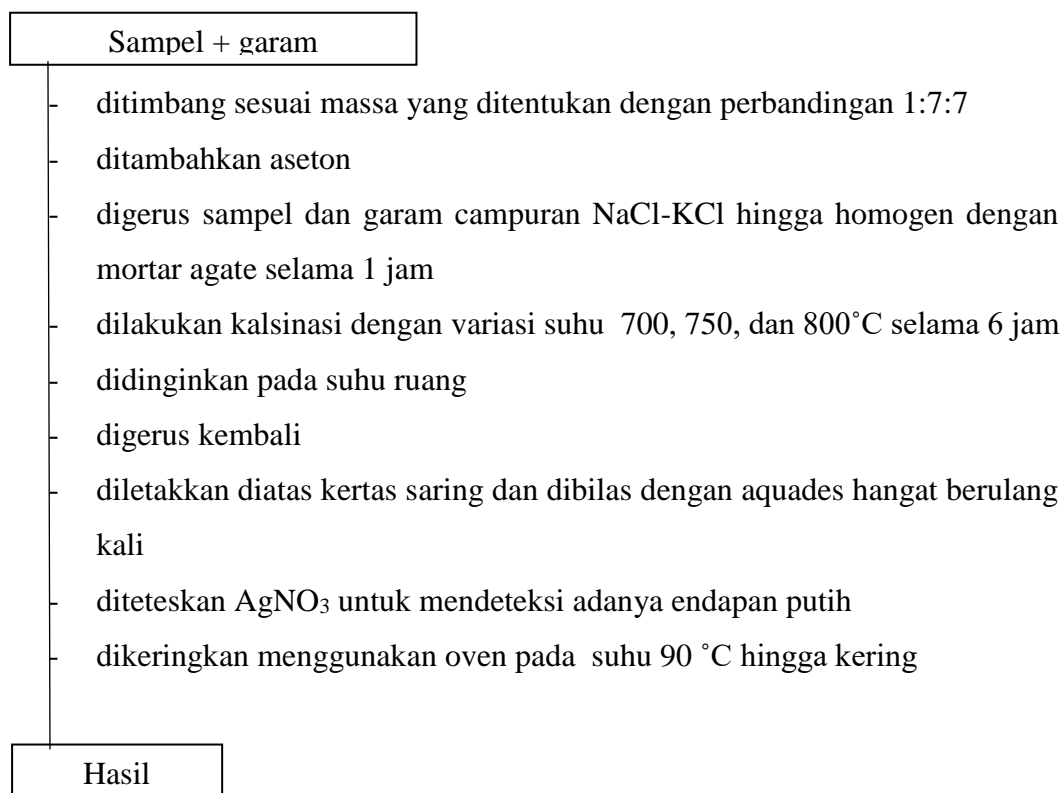 Sampel + garam
- ditimbang sesuai massa yang ditentukan dengan perbandingan 1:7:7
- ditambahkan aseton
- digerus sampel dan garam campuran NaCl-KCl hingga homogen dengan
mortar agate selama 1 jam
- dilakukan kalsinasi dengan variasi suhu 700, 750, dan 800˚C selama 6 jam
- didinginkan pada suhu ruang
- digerus kembali
- diletakkan diatas kertas saring dan dibilas dengan aquades hangat berulang
kali
- diteteskan AgNO₃ untuk mendeteksi adanya endapan putih
- dikeringkan menggunakan oven pada suhu 90 ˚C hingga kering
Hasil